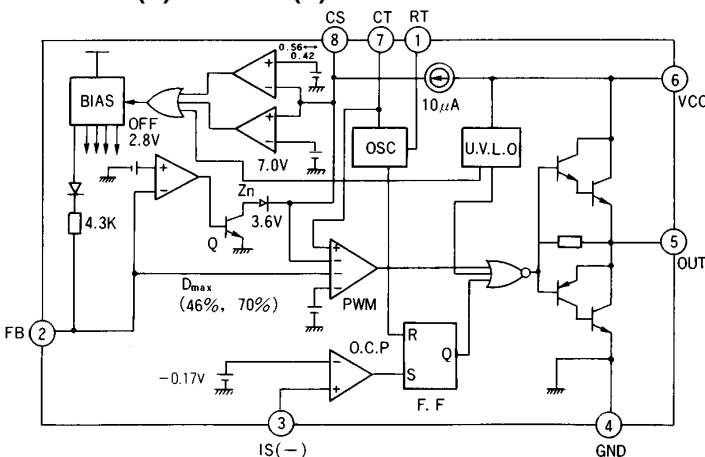 CS CT RT
8 7 1
0.56↔
0.42
+
−
BIAS
OFF
10μA
6
VCC
2.8V
+
−
7.0V
OSC
U.V.L.O
+
−
Zn
3.6V
4.3K
Q
5
OUT
+
−
−
−
PWM
Dmax
(46%, 70%)
FB 2
O.C.P
R
Q
S
F.F
−0.17V
−
+
3
IS(−)
4
GND